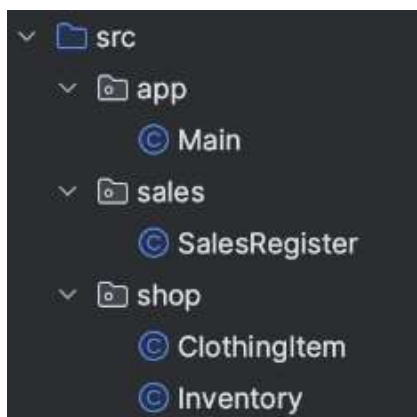 src
app
Main
sales
SalesRegister
shop
ClothingItem
Inventory